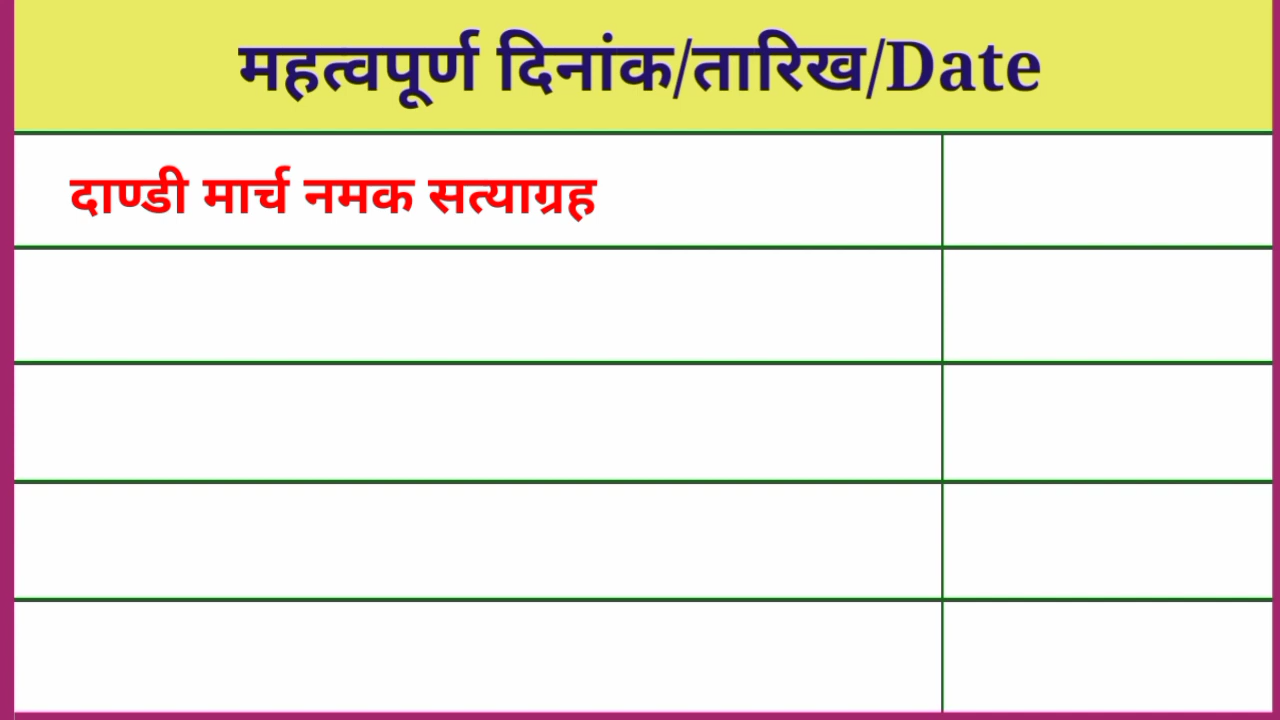 महत्वपूर्ण दिनांक/तारिख/Date
दाण्डी मार्च नमक सत्याग्रह